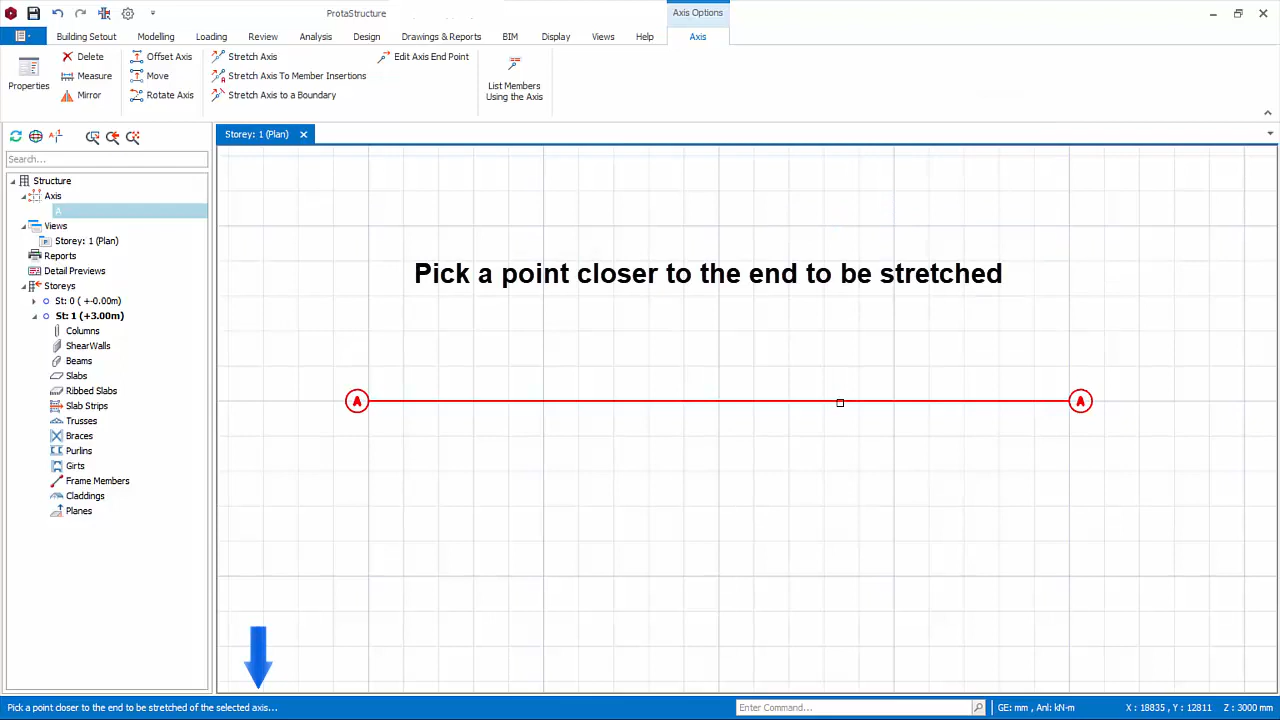 ProtaStructure
Axis Options
Building Setout Modelling Loading Review Analysis Design Drawings & Reports BIM Display Views Help Axis
Properties
Delete
Measure
Mirror
Offset Axis
Move
Rotate Axis
Stretch Axis
Stretch Axis To Member Insertions
Stretch Axis to a Boundary
Edit Axis End Point
List Members
Using the Axis
Storey: 1 (Plan)
Search...
Structure
Axis
A
Views
Storey: 1 (Plan)
Reports
Detail Previews
Storeys
St: 0 ( +-0.00m)
St: 1 (+3.00m)
Columns
ShearWalls
Beams
Slabs
Ribbed Slabs
Slab Strips
Trusses
Braces
Purlins
Girts
Frame Members
Claddings
Planes
Pick a point closer to the end to be stretched
A A
Pick a point closer to the end to be stretched of the selected axis...
Enter Command...
GE: mm , Anl: kN-m
X : 18835 , Y : 12811
Z : 3000 mm